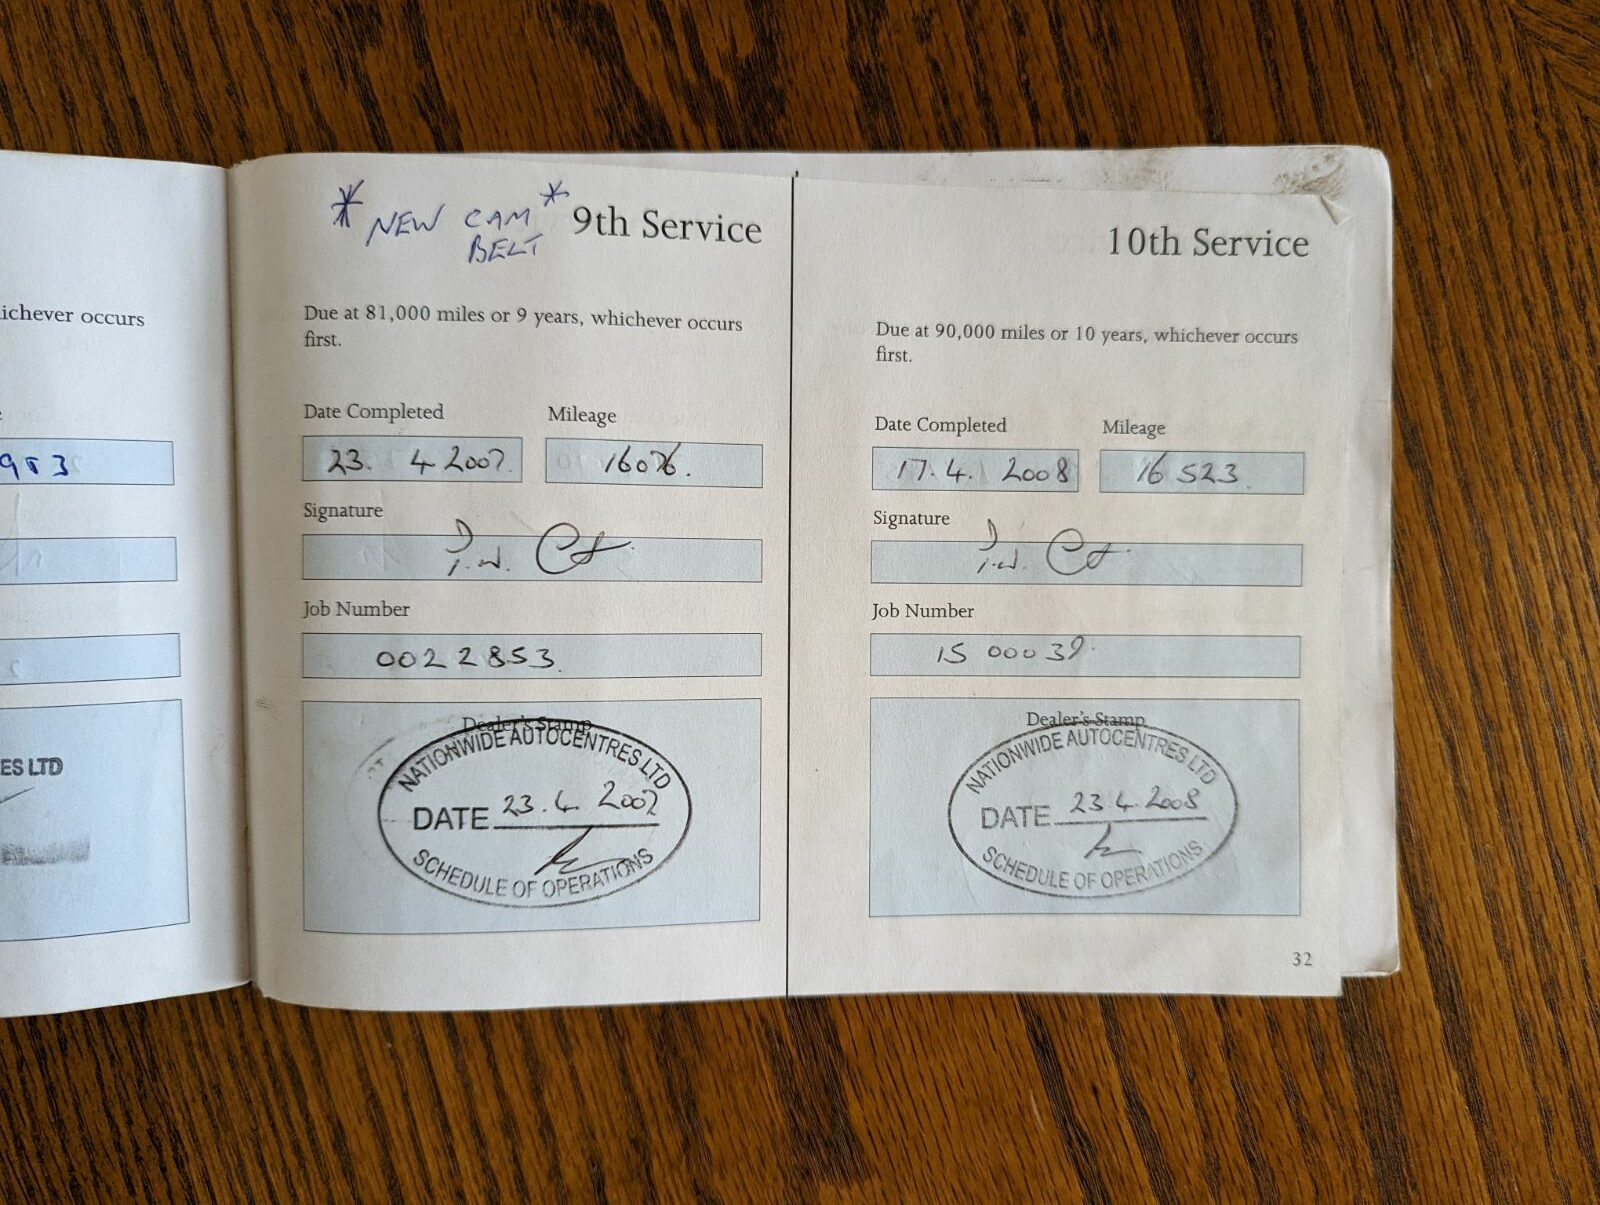 ichever occurs
ES LTD
* NEW CAM *
BELT
9th Service
Due at 81,000 miles or 9 years, whichever occurs
first.
Date Completed
Mileage
23. 4 2007.
16076.
Signature
Job Number
0022853.
Dealer's Stamp
NATIONWIDE AUTOCENTRES LTD
DATE 23.4. 2007
SCHEDULE OF OPERATIONS
10th Service
Due at 90,000 miles or 10 years, whichever occurs
first.
Date Completed
Mileage
17.4. 2008
16 523.
Signature
Job Number
15 00039.
Dealer's Stamp
NATIONWIDE AUTOCENTRES LTD
DATE 23.4.2008
SCHEDULE OF OPERATIONS
32